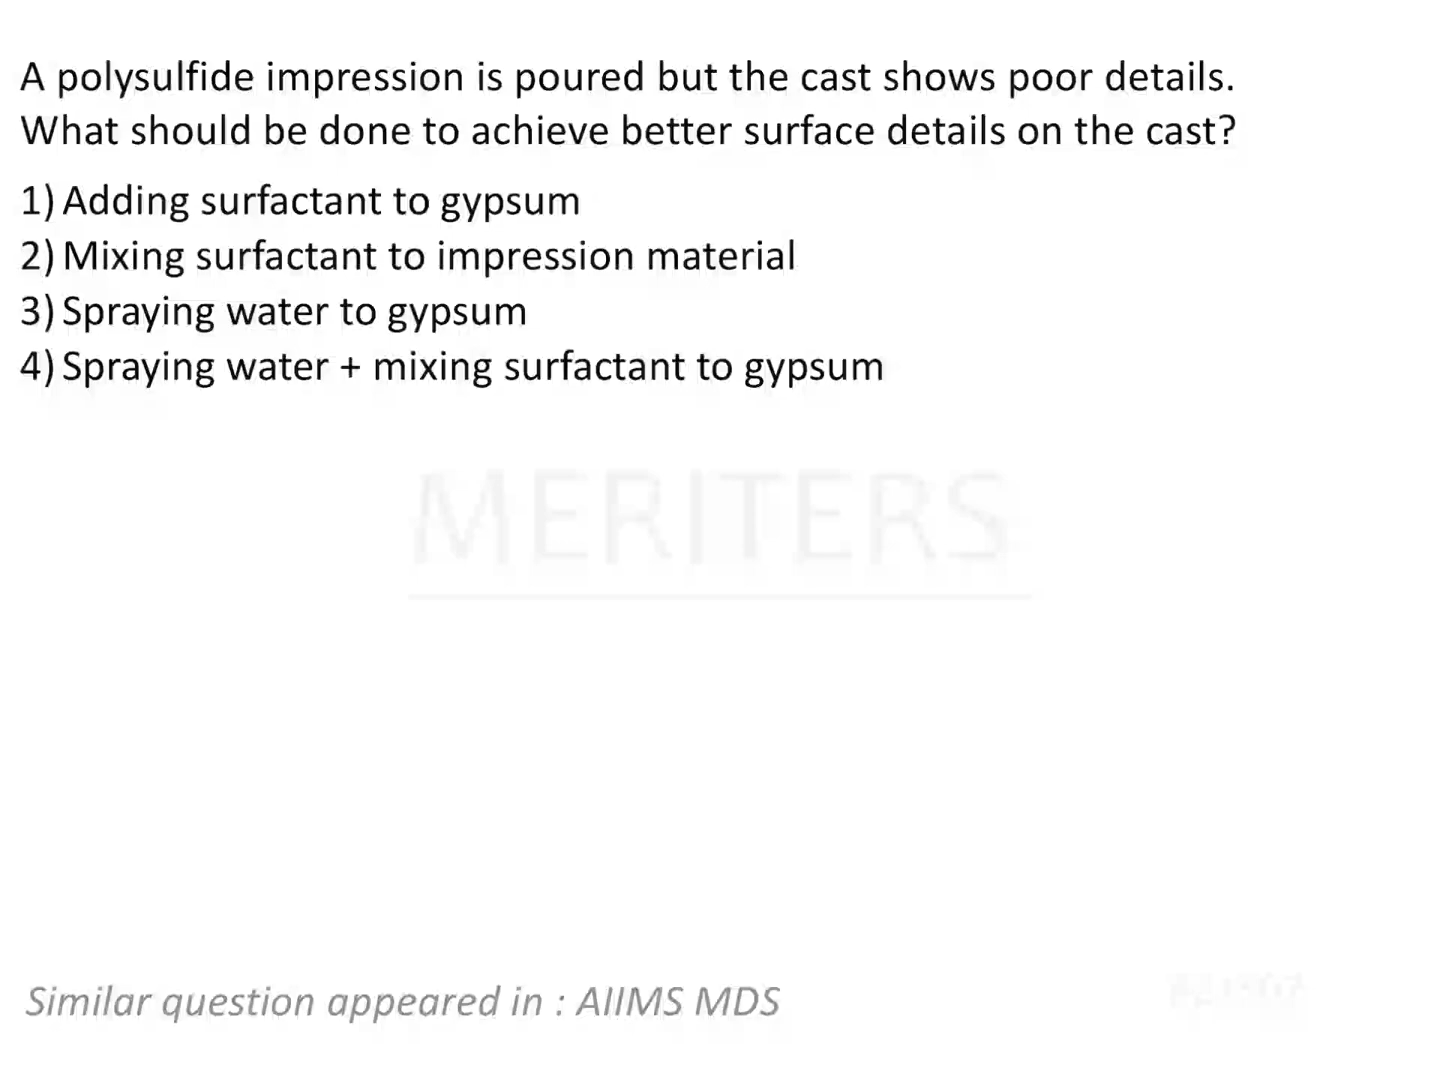 A polysulfide impression is poured but the cast shows poor details.
What should be done to achieve better surface details on the cast?
1) Adding surfactant to gypsum
2) Mixing surfactant to impression material
3) Spraying water to gypsum
4) Spraying water + mixing surfactant to gypsum
MERITERS
Similar question appeared in : AIIMS MDS